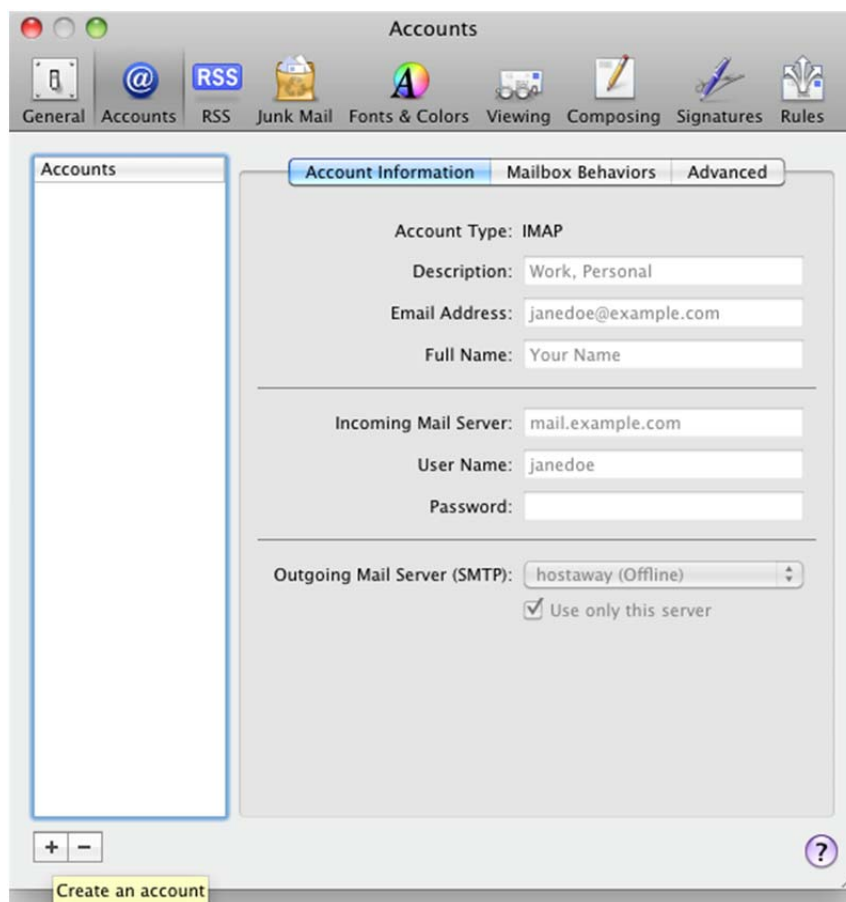 Accounts
RSS
General Accounts RSS Junk Mail Fonts & Colors Viewing Composing Signatures Rules
Accounts
Account Information Mailbox Behaviors Advanced
Account Type: IMAP
Description: Work, Personal
Email Address: janedoe@example.com
Full Name: Your Name
Incoming Mail Server: mail.example.com
User Name: janedoe
Password:
Outgoing Mail Server (SMTP): hostaway (Offline)
Use only this server
+ - ?
Create an account